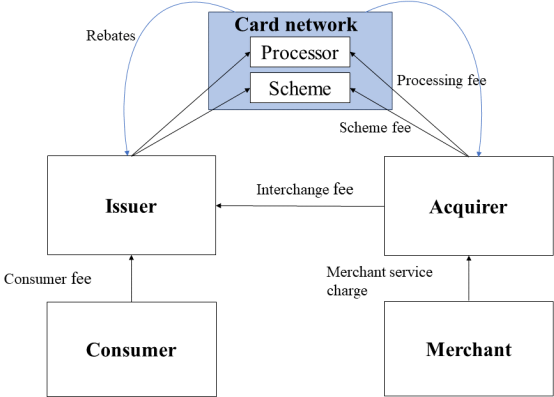 Card network
Rebates
Processor
Processing fee
Scheme
Scheme fee
Issuer
Interchange fee
Acquirer
Consumer fee
Merchant service
charge
Consumer
Merchant